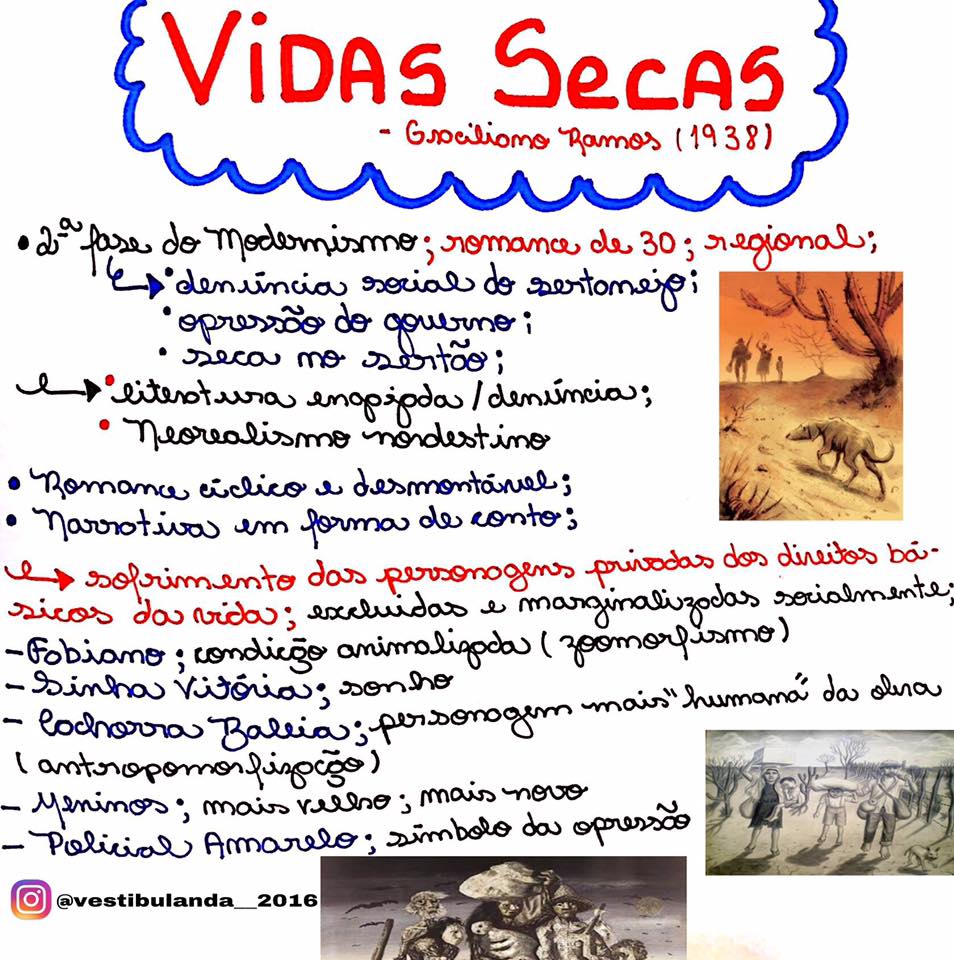 VIDAS SECAS
- Graciliano Ramos (1938)
• 2ª fase do Modernismo; romance de 30; regional;
• denúncia social do sertanejo;
• opressão do governo;
• seca no sertão;
• literatura engajada / denúncia;
• Neorealismo nordestino
• Romance cíclico e desmontável;
• Narrativa em forma de conto;
sofrimento das personagens privadas dos direitos bá-
sicos da vida; excluidas e marginalizadas socialmente;
- Fabiano; condição animalizada (zoomorfismo)
- Sinha Vitória; sonho
- Cachorra Baleia; personagem mais "humana" da obra
(antropomorfização)
- Meninos; mais velho; mais novo
- Policial Amarelo; símbolo da opressão
@vestibulanda__2016